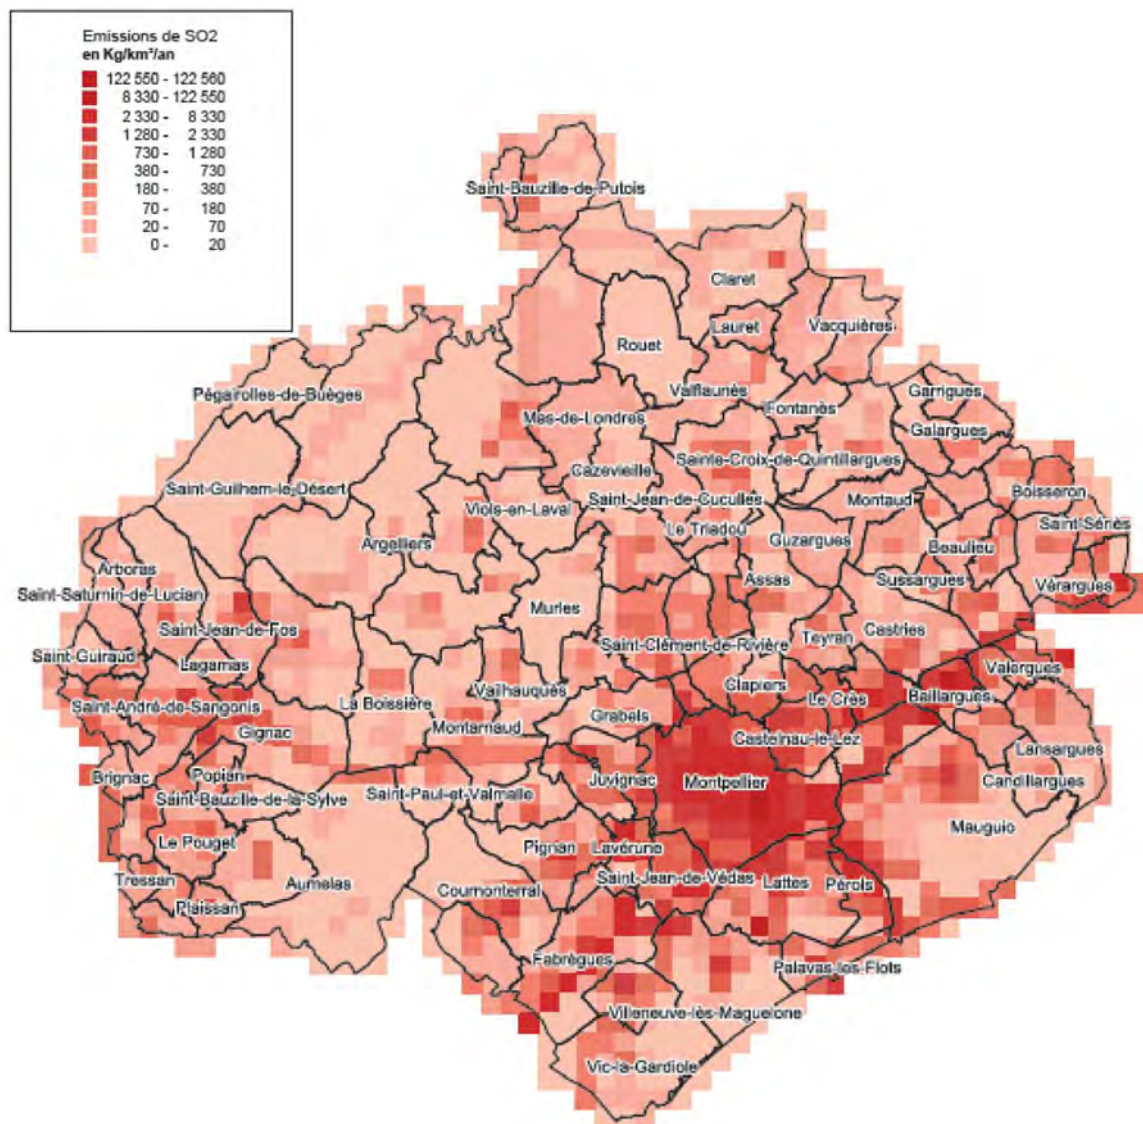 Emissions de SO2
en Kg/km²/an
122 550 - 122 560
8 330 - 122 550
2 330 - 8 330
1 280 - 2 330
730 - 1 280
380 - 730
180 - 380
70 - 180
20 - 70
0 - 20
Saint-Bauzille-de-Putois
Claret
Lauret
Vacquières
Rouet
Pégairolles-de-Buèges
Valflaunès
Garrigues
Fontanès
Mas-de-Londres
Galargues
Sainte-Croix-de-Quintillargues
Cazevieille
Boisseron
Saint-Guilhem-le-Désert
Saint-Jean-de-Cuculles
Montaud
Viols-en-Laval
Saint-Sériès
Le Triadou
Guzargues
Argelliers
Beaulieu
Arboras
Assas
Sussargues
Vérargues
Saint-Saturnin-de-Lucian
Murles
Saint-Jean-de-Fos
Castries
Teyran
Saint-Clément-de-Rivière
Saint-Guiraud
Lagamas
Valergues
Clapiers
Vailhauquès
Baillargues
Le Crès
La Boissière
Saint-André-de-Sangonis
Grabels
Montarnaud
Gignac
Castelnau-le-Lez
Lansargues
Brignac
Popian
Juvignac
Montpellier
Candillargues
Saint-Paul-et-Valmalle
Saint-Bauzille-de-la-Sylve
Mauguio
Le Pouget
Pignan
Lavérune
Saint-Jean-de-Védas
Tressan
Aumelas
Cournonterral
Lattes
Pérols
Plaissan
Fabrègues
Palavas-les-Flots
Villeneuve-lès-Maguelone
Vic-la-Gardiole